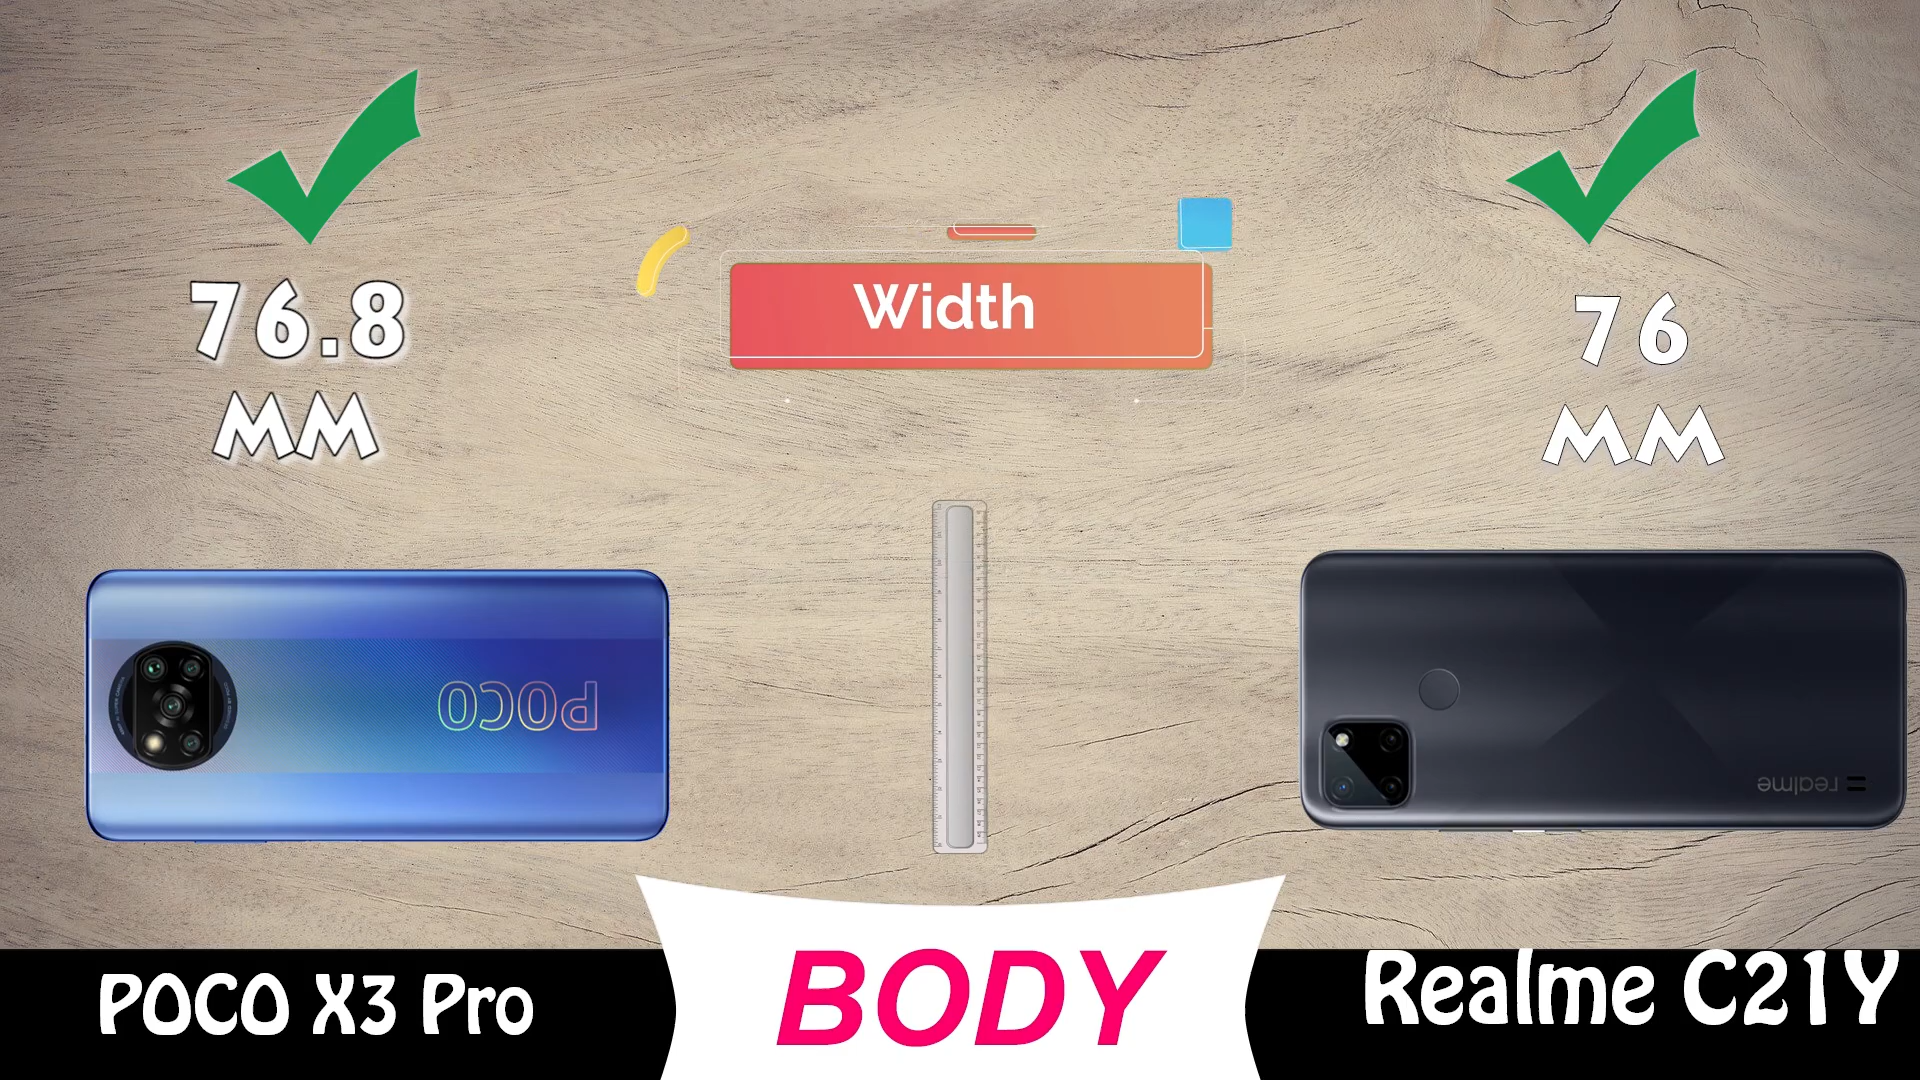 76.8
MM
Width
76
MM
POCO
realme
POCO X3 Pro
BODY
Realme C21Y